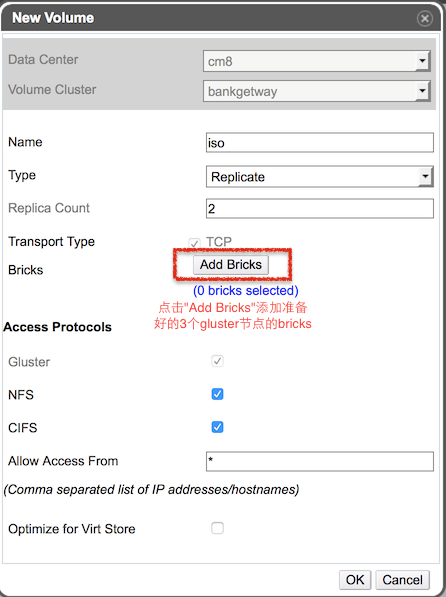 New Volume
Data Center cm8
Volume Cluster bankgetway
Name iso
Type Replicate
Replica Count 2
Transport Type TCP
Bricks Add Bricks
(0 bricks selected)
点击"Add Bricks"添加准备
好的3个gluster节点的bricks
Access Protocols
Gluster
NFS
CIFS
Allow Access From *
(Comma separated list of IP addresses/hostnames)
Optimize for Virt Store
OK Cancel